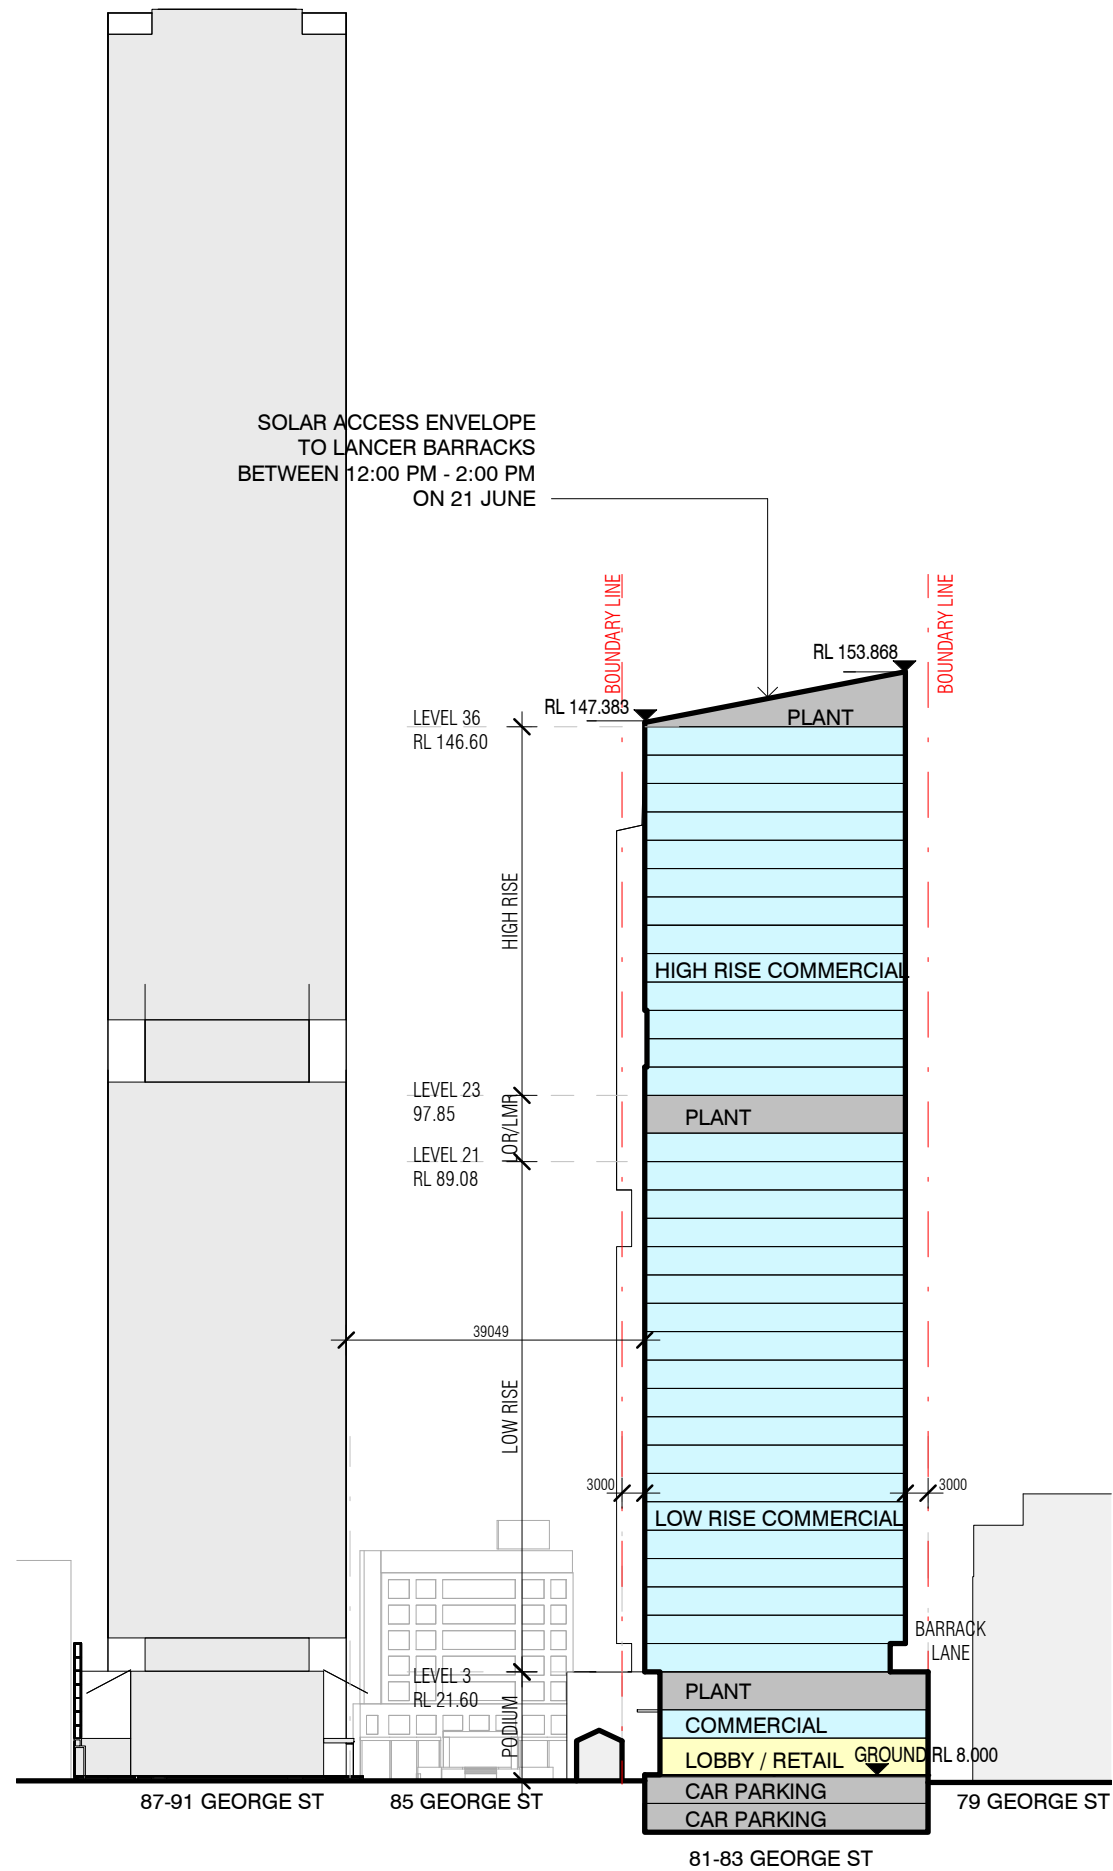 SOLAR ACCESS ENVELOPE
TO LANCER BARRACKS
BETWEEN 12:00 PM - 2:00 PM
ON 21 JUNE
BOUNDARY LINE
BOUNDARY LINE
RL 153.868
RL 147.383
LEVEL 36
RL 146.60
PLANT
HIGH RISE
HIGH RISE COMMERCIAL
LEVEL 23
97.85
LOR/LMR
PLANT
LEVEL 21
RL 89.08
39049
LOW RISE
3000
3000
LOW RISE COMMERCIAL
BARRACK
LANE
LEVEL 3
RL 21.60
PODIUM
PLANT
COMMERCIAL
LOBBY / RETAIL
GROUND RL 8.000
CAR PARKING
CAR PARKING
87-91 GEORGE ST
85 GEORGE ST
79 GEORGE ST
81-83 GEORGE ST